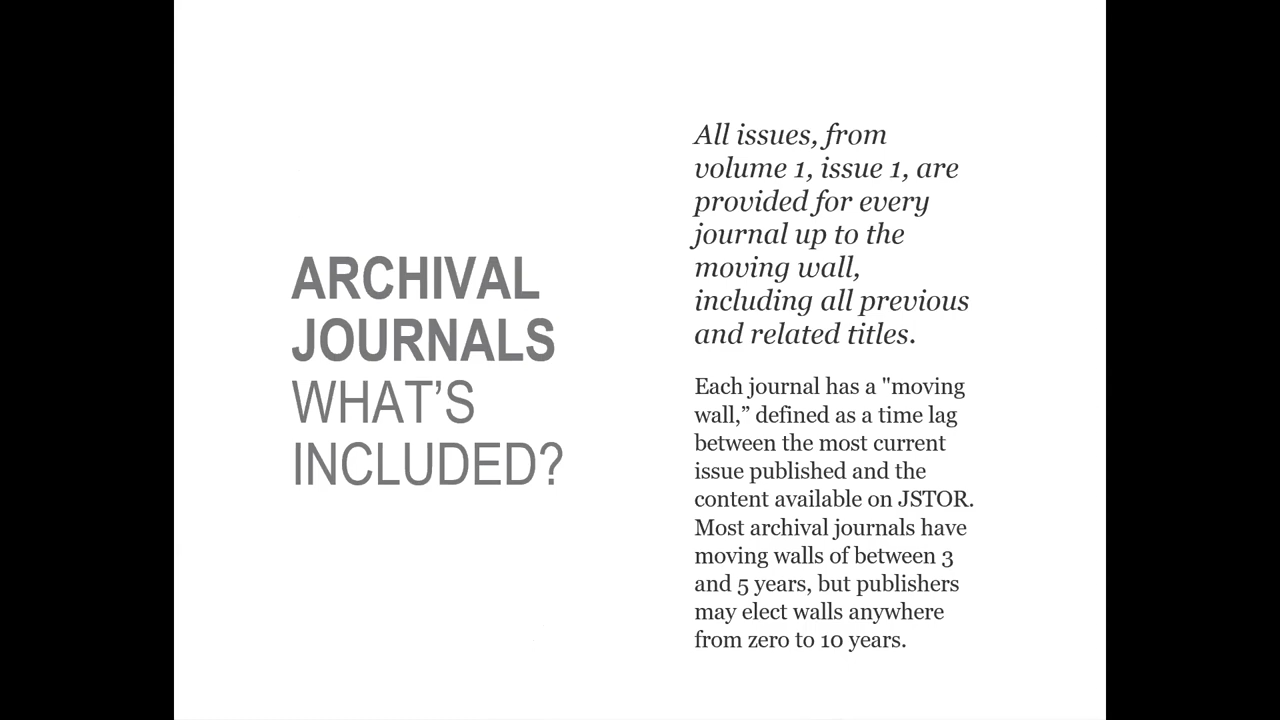 ARCHIVAL
JOURNALS
WHAT’S
INCLUDED?
All issues, from
volume 1, issue 1, are
provided for every
journal up to the
moving wall,
including all previous
and related titles.
Each journal has a "moving
wall,” defined as a time lag
between the most current
issue published and the
content available on JSTOR.
Most archival journals have
moving walls of between 3
and 5 years, but publishers
may elect walls anywhere
from zero to 10 years.